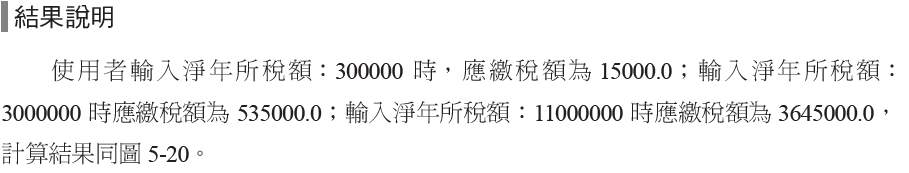 結果說明
使用者輸入淨年所稅額：300000 時，應繳稅額為 15000.0；輸入淨年所稅額：
3000000 時應繳稅額為 535000.0；輸入淨年所稅額：11000000 時應繳稅額為 3645000.0，
計算結果同圖 5-20。